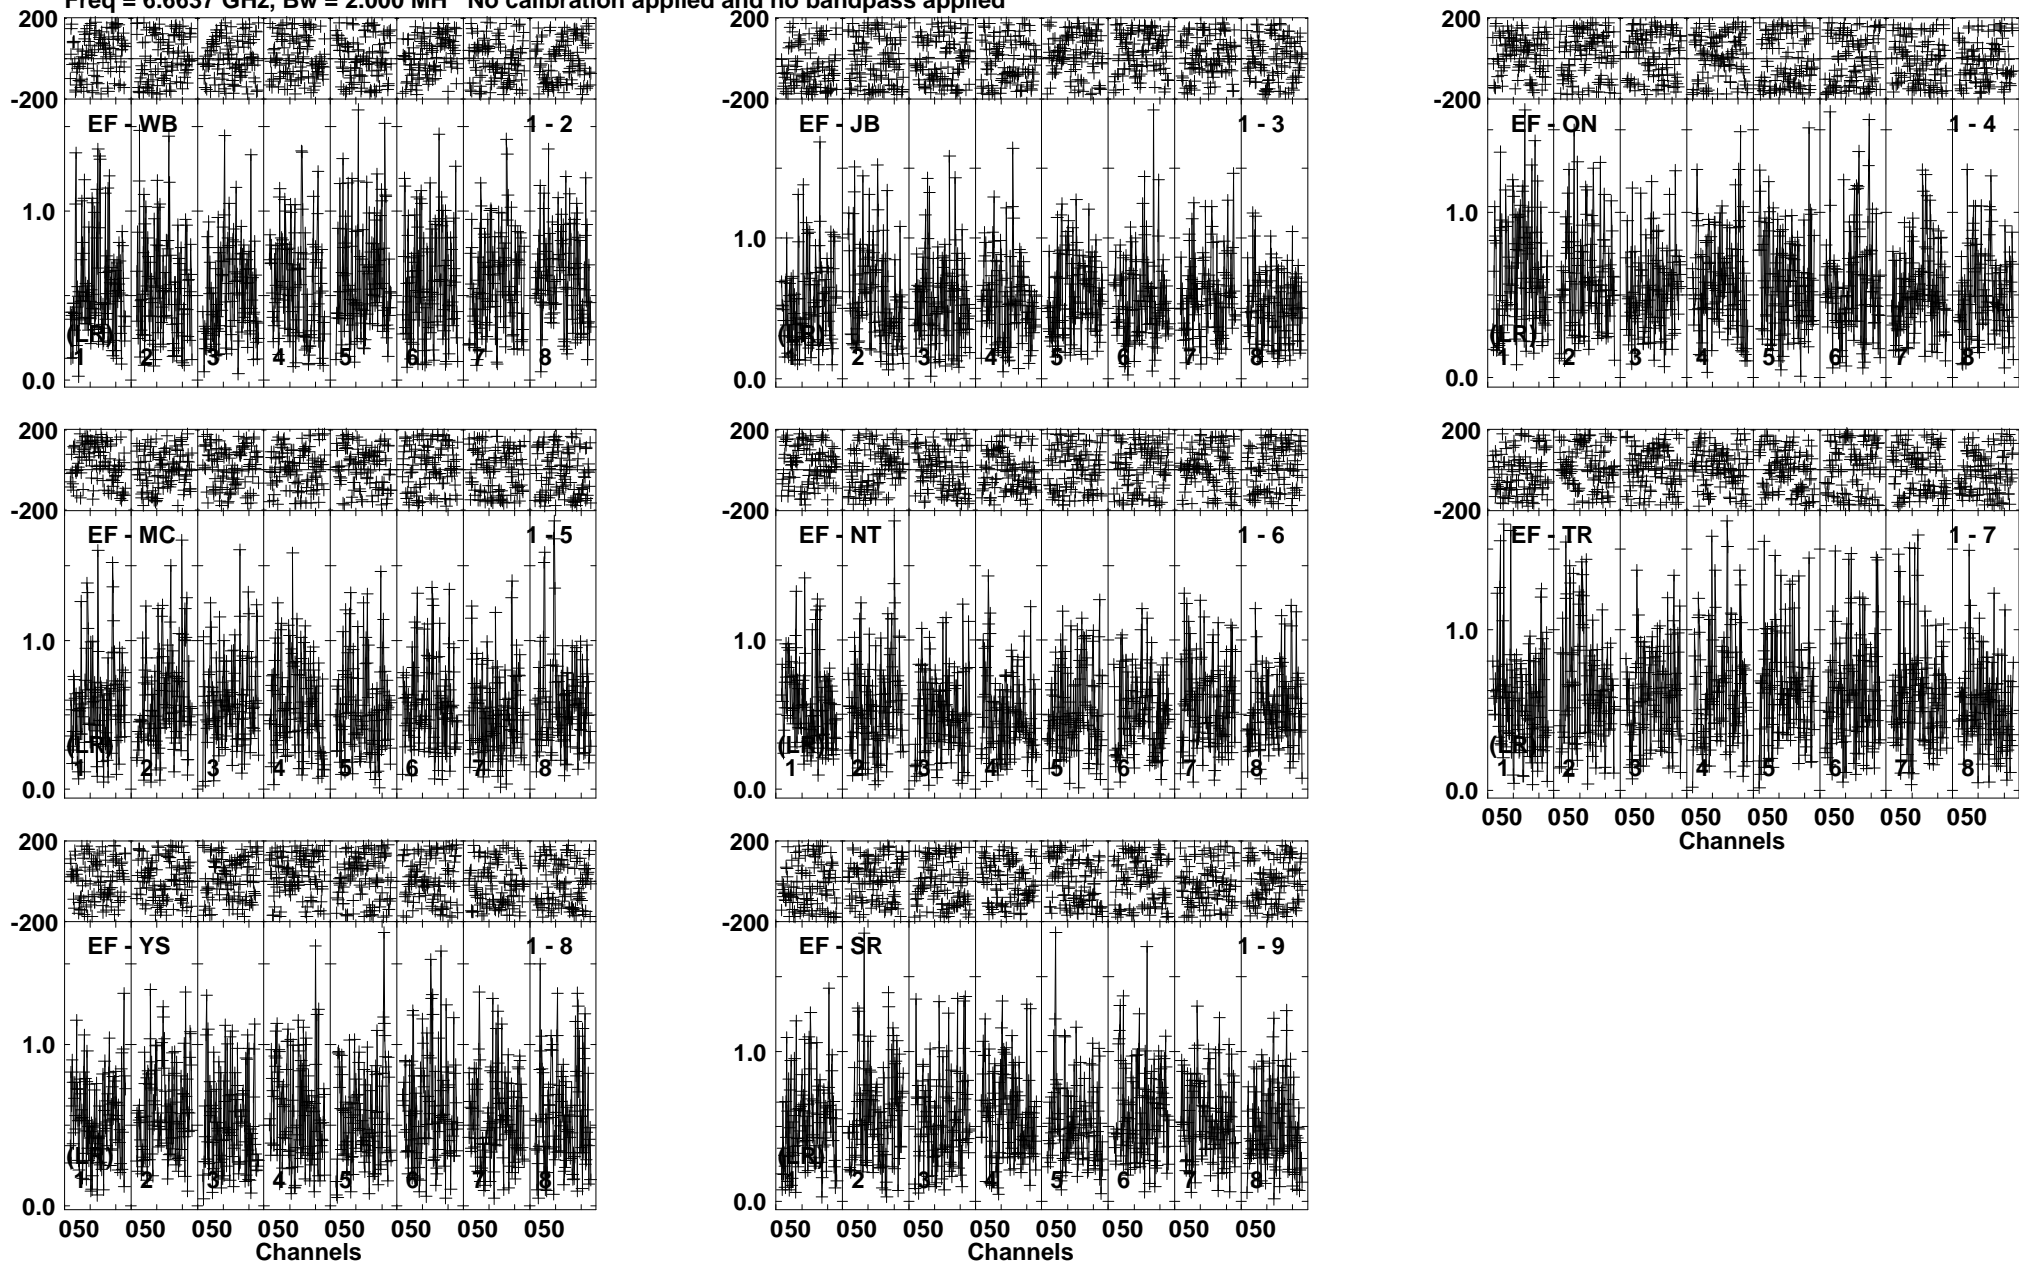 Freq = 6.6637 GHz, Bw = 2.000 MH No calibration applied and no bandpass applied
200 200 200
-200 -200 -200
EF - WB 1 - 2 EF - JB 1 - 3 EF - ON 1 - 4
1.0 1.0 1.0
(LR) (LR) (LR)
1 2 3 4 5 6 7 8 1 2 3 4 5 6 7 8 1 2 3 4 5 6 7 8
0.0 0.0 0.0
200 200 200
-200 -200 -200
EF - MC 1 - 5 EF - NT 1 - 6 EF - TR 1 - 7
1.0 1.0 1.0
(LR) (LR) (LR)
1 2 3 4 5 6 7 8 1 2 3 4 5 6 7 8 1 2 3 4 5 6 7 8
0.0 0.0 0.0
050 050 050 050 050 050 050 050
Channels
200 200
-200 -200
EF - YS 1 - 8 EF - SR 1 - 9
1.0 1.0
(LR) (LR)
1 2 3 4 5 6 7 8 1 2 3 4 5 6 7 8
0.0 0.0
050 050 050 050 050 050 050 050 050 050 050 050 050 050 050 050
Channels Channels